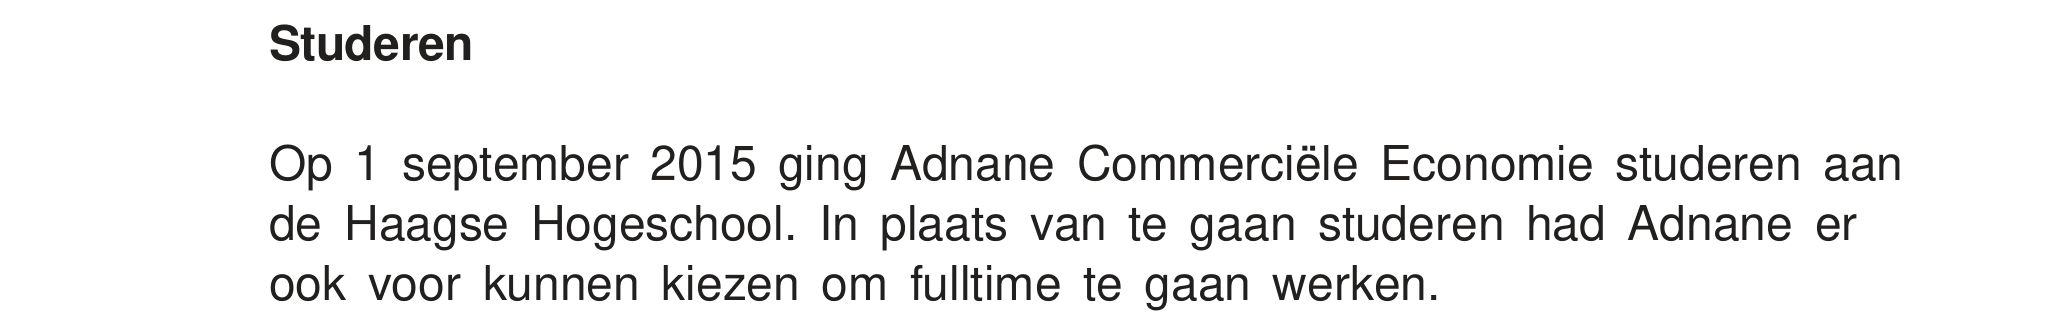 Studeren
Op 1 september 2015 ging Adnane Commerciële Economie studeren aan
de Haagse Hogeschool. In plaats van te gaan studeren had Adnane er
ook voor kunnen kiezen om fulltime te gaan werken.